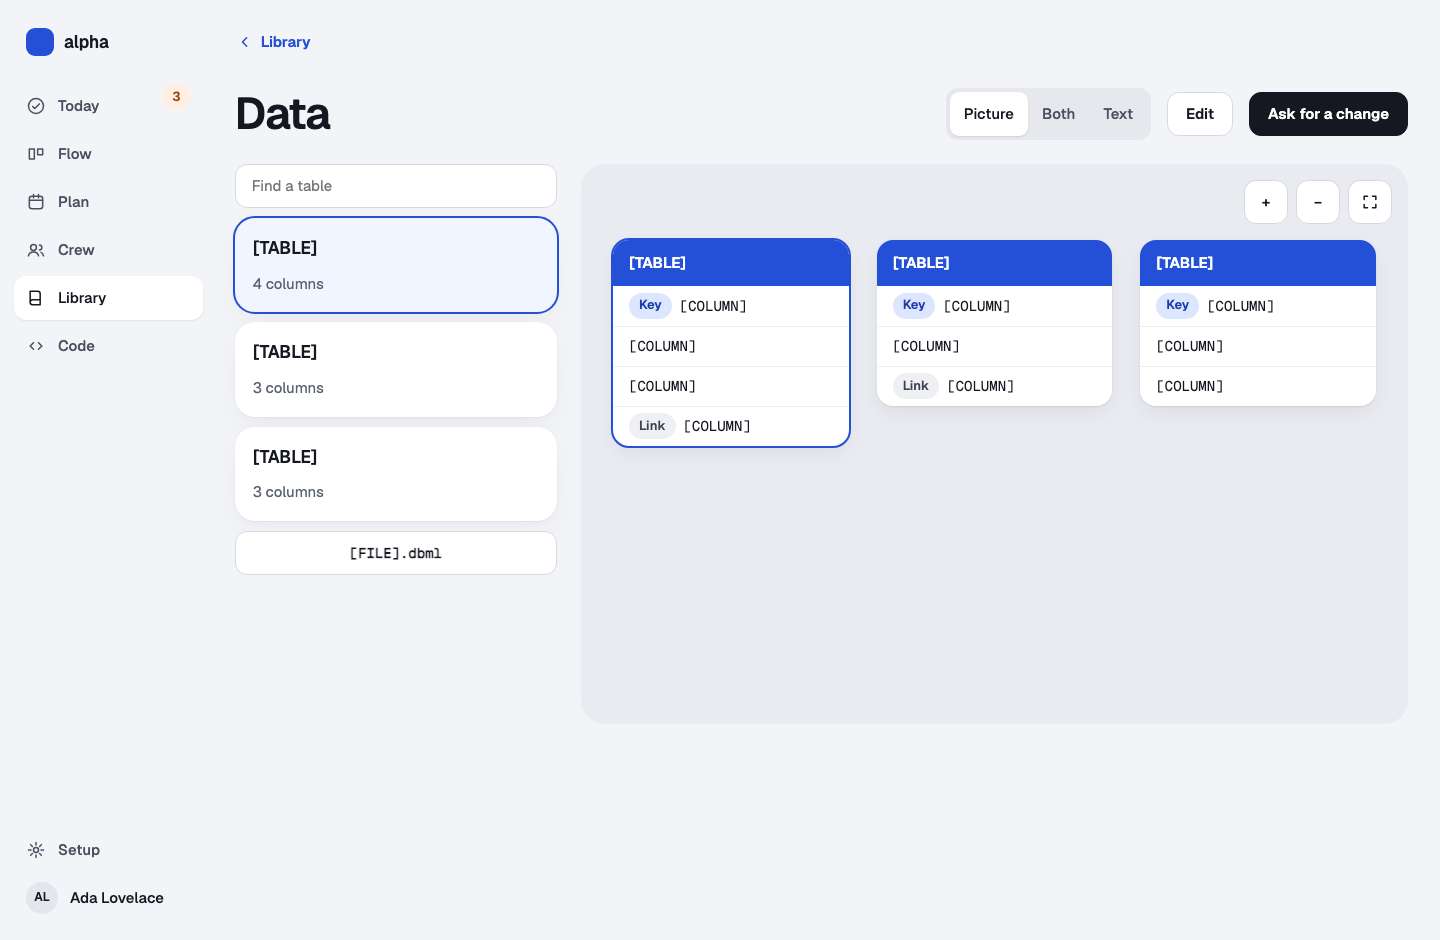 alpha
Library
Today
3
Flow
Plan
Crew
Library
Code
Setup
AL
Ada Lovelace
Data
Picture
Both
Text
Edit
Ask for a change
Find a table
[TABLE]
4 columns
[TABLE]
3 columns
[TABLE]
3 columns
[FILE].dbml
+
−
[TABLE]
Key [COLUMN]
[COLUMN]
[COLUMN]
Link [COLUMN]
[TABLE]
Key [COLUMN]
[COLUMN]
Link [COLUMN]
[TABLE]
Key [COLUMN]
[COLUMN]
[COLUMN]